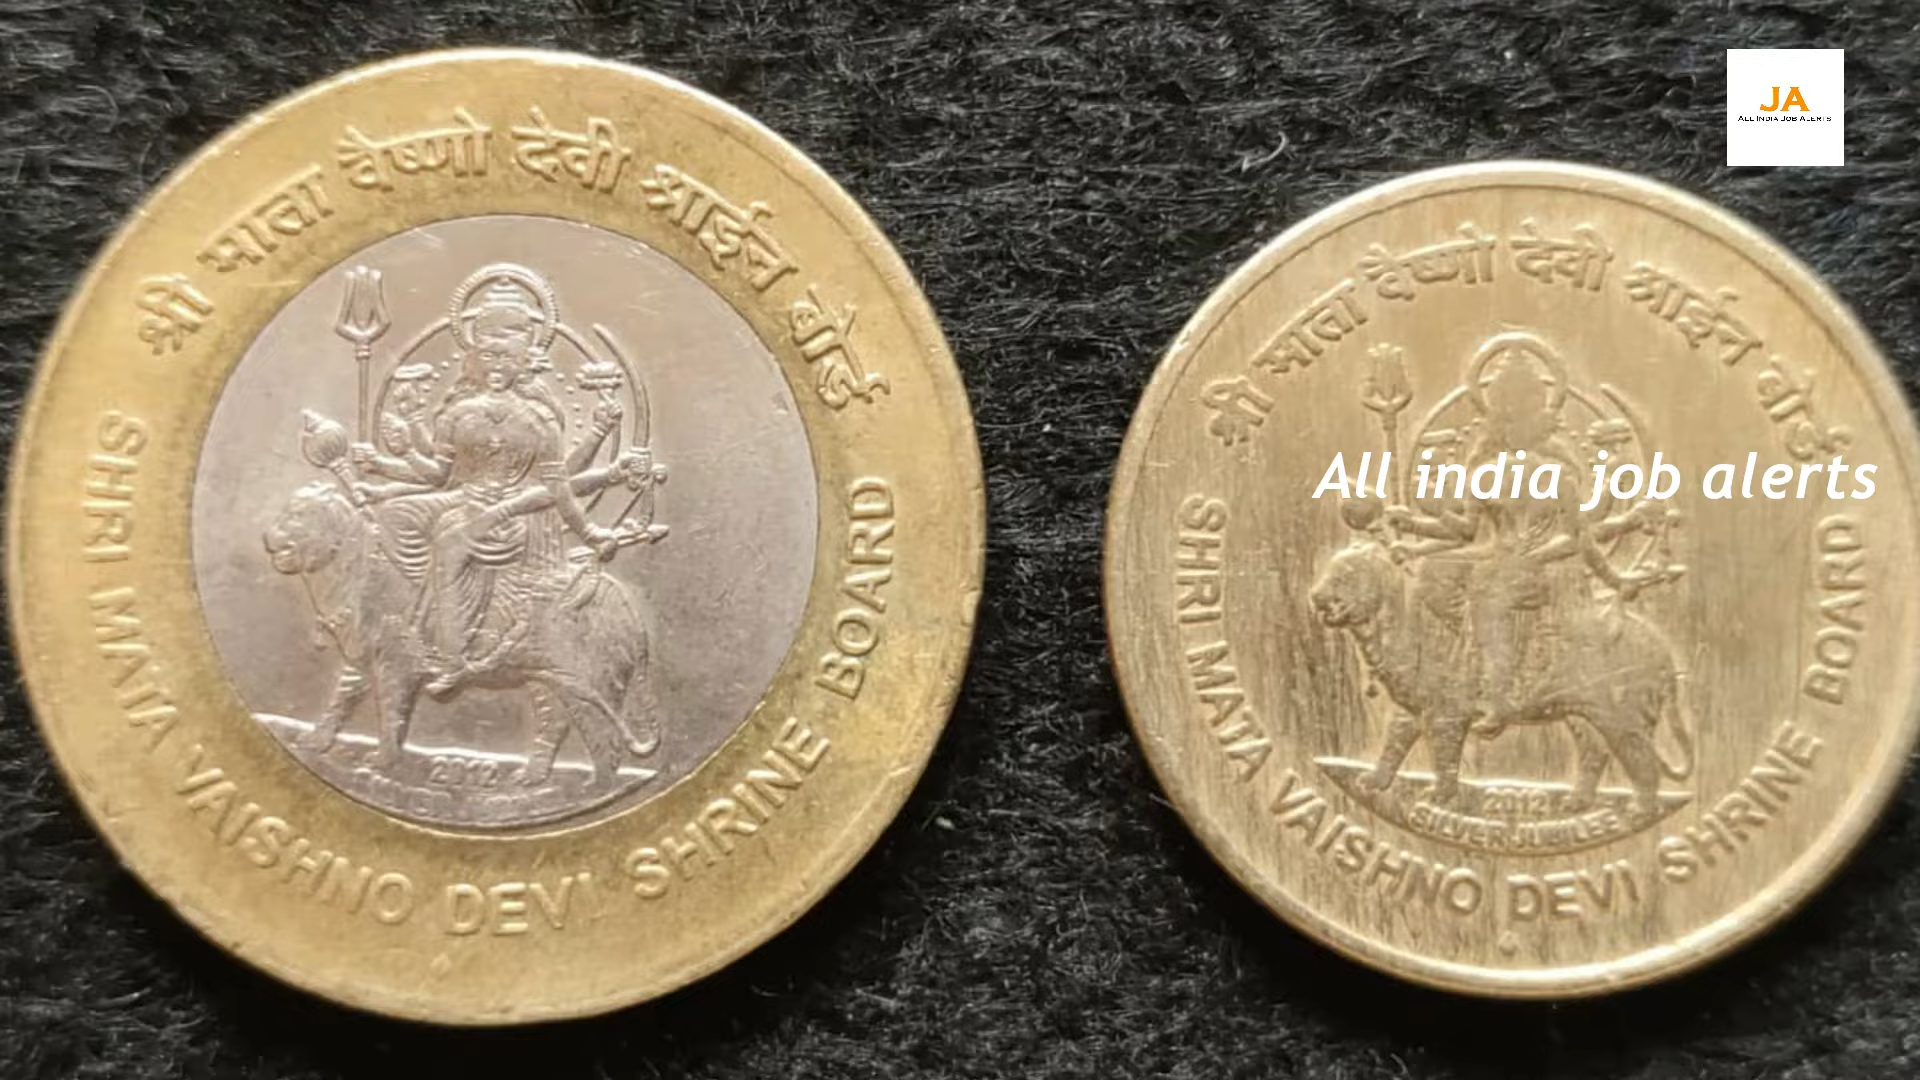 श्री माता वैष्णो देवी श्राईन बोर्ड
SHRI MATA VAISHNO DEVI SHRINE BOARD
2012
JA
ALL INDIA JOB ALERTS
श्री माता वैष्णो देवी श्राईन बोर्ड
All india job alerts
SHRI MATA VAISHNO DEVI SHRINE BOARD
2012
SILVER JUBILEE